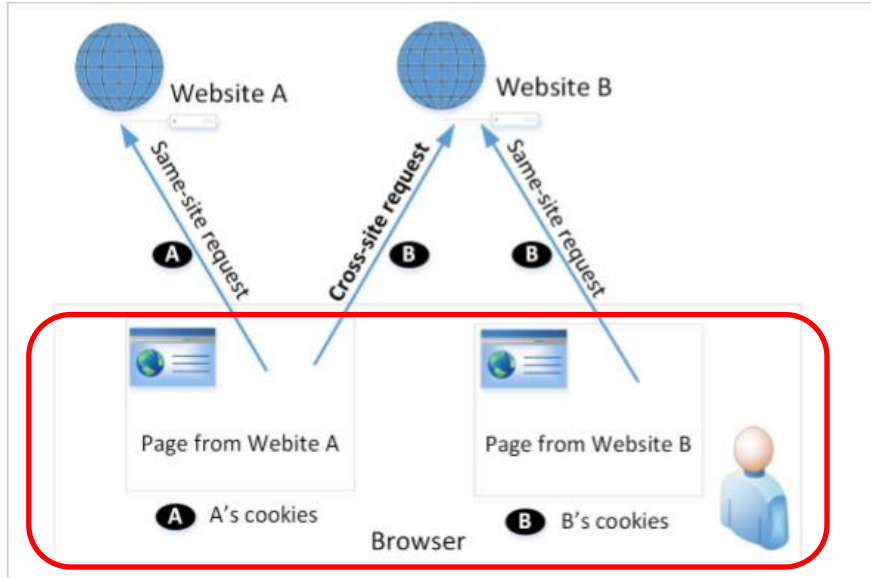 Website A
Website B
Same-site request
Cross-site request
Same-site request
A
B
B
Page from Webite A
Page from Website B
A A's cookies
B B's cookies
Browser